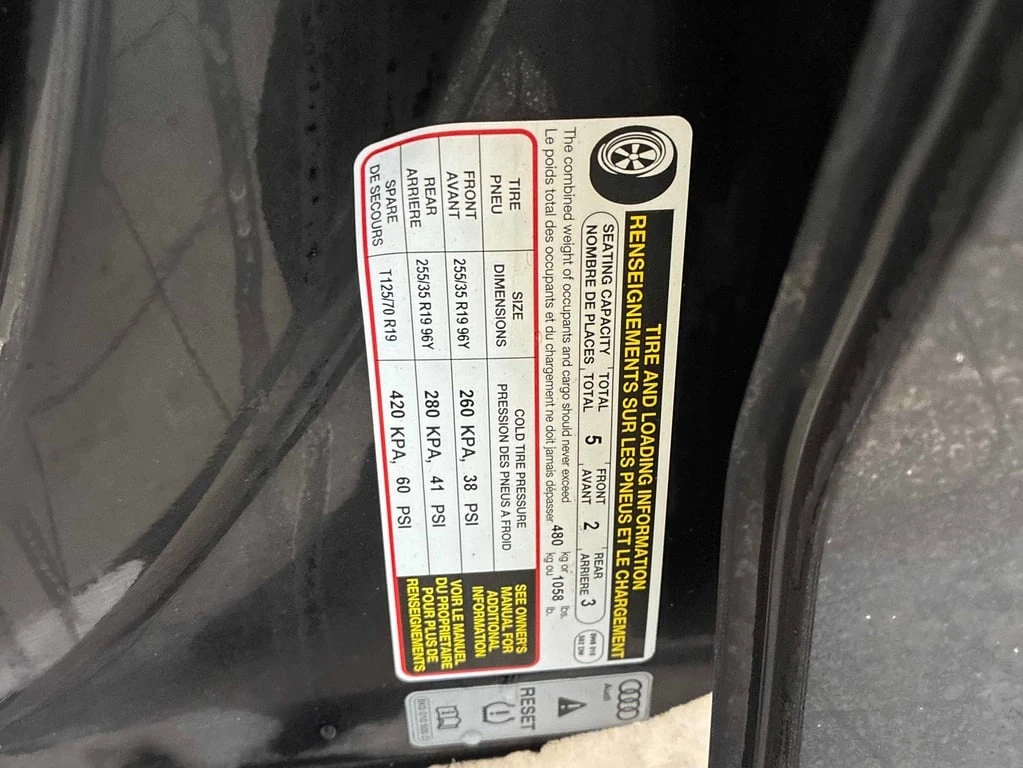 TIRE AND LOADING INFORMATION
RENSEIGNEMENTS SUR LES PNEUS ET LE CHARGEMENT
SEATING CAPACITY TOTAL 5 FRONT 2 REAR 3
NOMBRE DE PLACES TOTAL AVANT ARRIERE
The combined weight of occupants and cargo should never exceed 480 kg or 1058 lbs.
Le poids total des occupants et du chargement ne doit jamais dépasser kg ou lb.
TIRE SIZE COLD TIRE PRESSURE
PNEU DIMENSIONS PRESSION DES PNEUS A FROID
FRONT 255/35 R19 96Y 260 KPA, 38 PSI
AVANT
REAR 255/35 R19 96Y 280 KPA, 41 PSI
ARRIERE
SPARE T125/70 R19 420 KPA, 60 PSI
DE SECOURS
SEE OWNER'S
MANUAL FOR
ADDITIONAL
INFORMATION
VOIR LE MANUEL
DU PROPRIETAIRE
POUR PLUS DE
RENSEIGNEMENTS
Audi
RESET